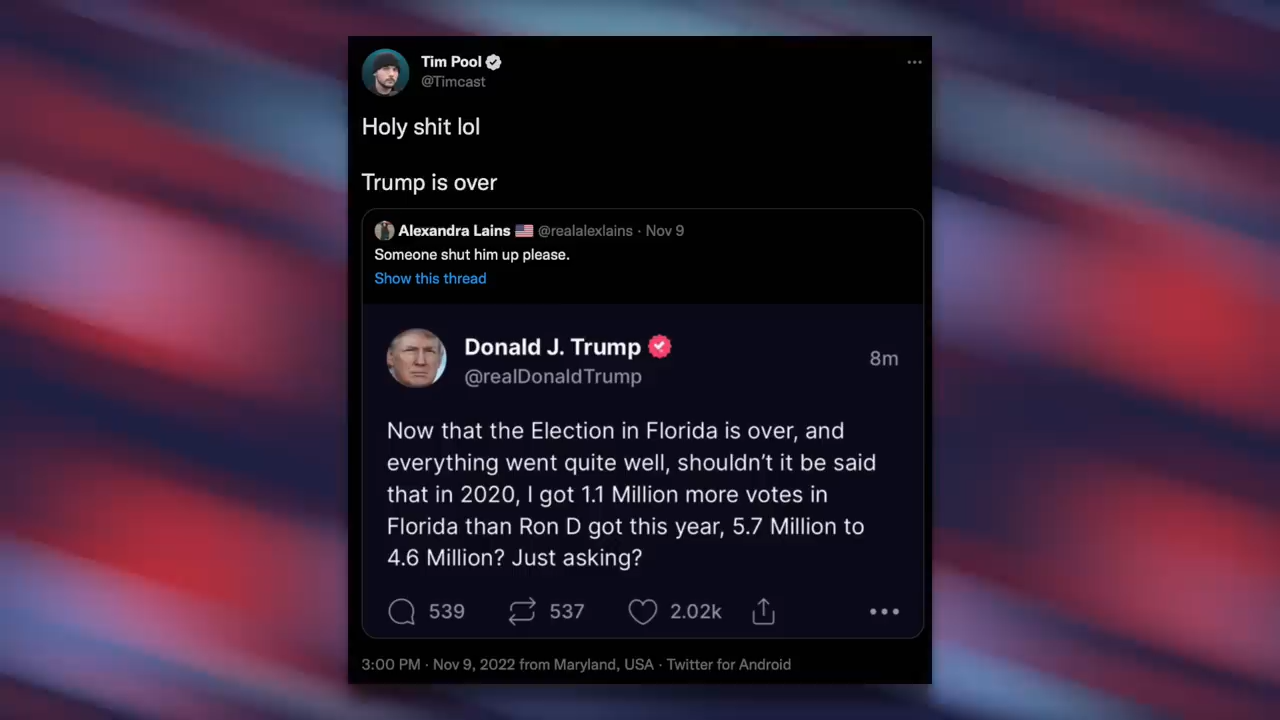 Tim Pool
@Timcast
Holy shit lol
Trump is over
Alexandra Lains 🇺🇸 @realalexlains · Nov 9
Someone shut him up please.
Show this thread
Donald J. Trump
@realDonaldTrump
8m
Now that the Election in Florida is over, and
everything went quite well, shouldn’t it be said
that in 2020, I got 1.1 Million more votes in
Florida than Ron D got this year, 5.7 Million to
4.6 Million? Just asking?
539 537 2.02k
3:00 PM · Nov 9, 2022 from Maryland, USA · Twitter for Android